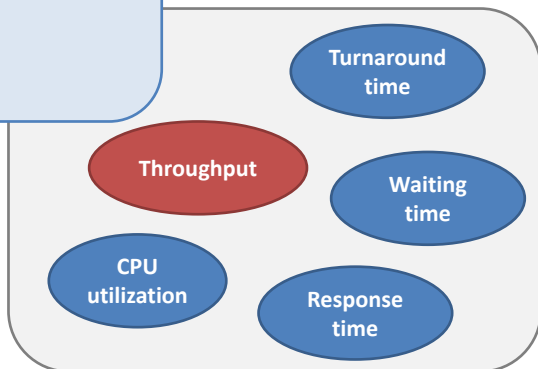 Turnaround
time
Throughput
Waiting
time
CPU
utilization
Response
time